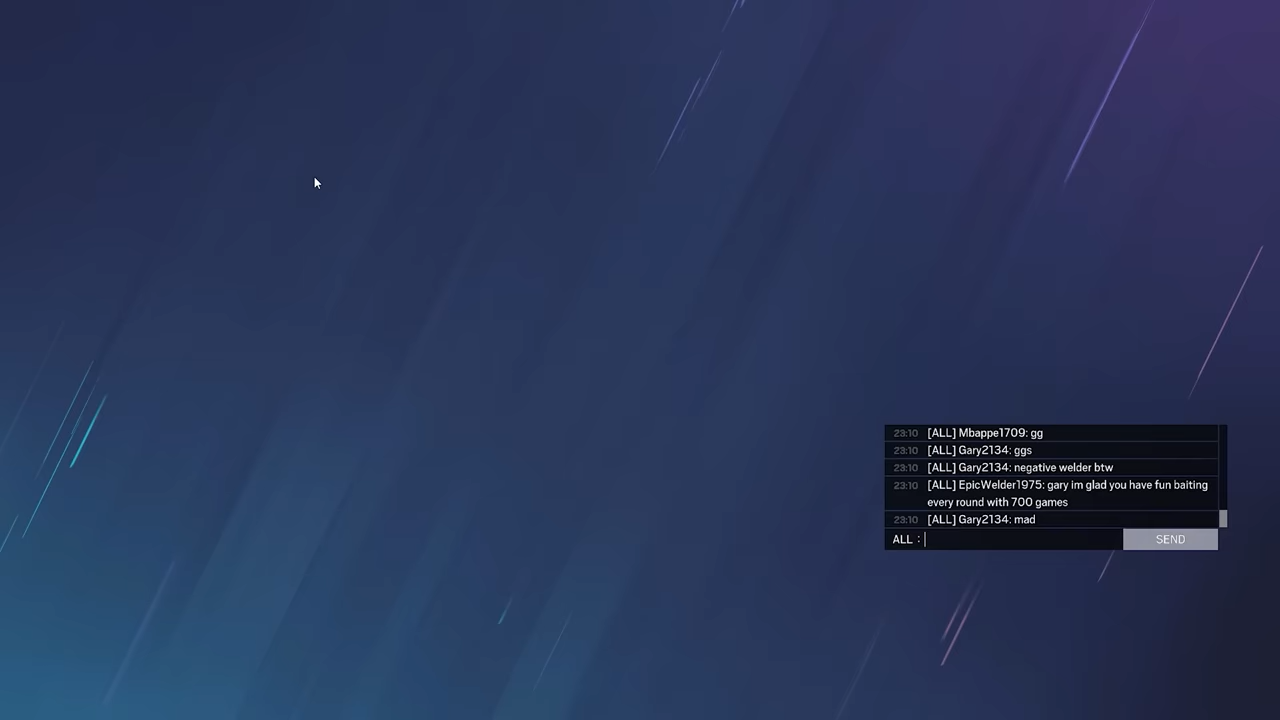 23:10 [ALL] Mbappe1709: gg
23:10 [ALL] Gary2134: ggs
23:10 [ALL] Gary2134: negative welder btw
23:10 [ALL] EpicWelder1975: gary im glad you have fun baiting
every round with 700 games
23:10 [ALL] Gary2134: mad
ALL : SEND